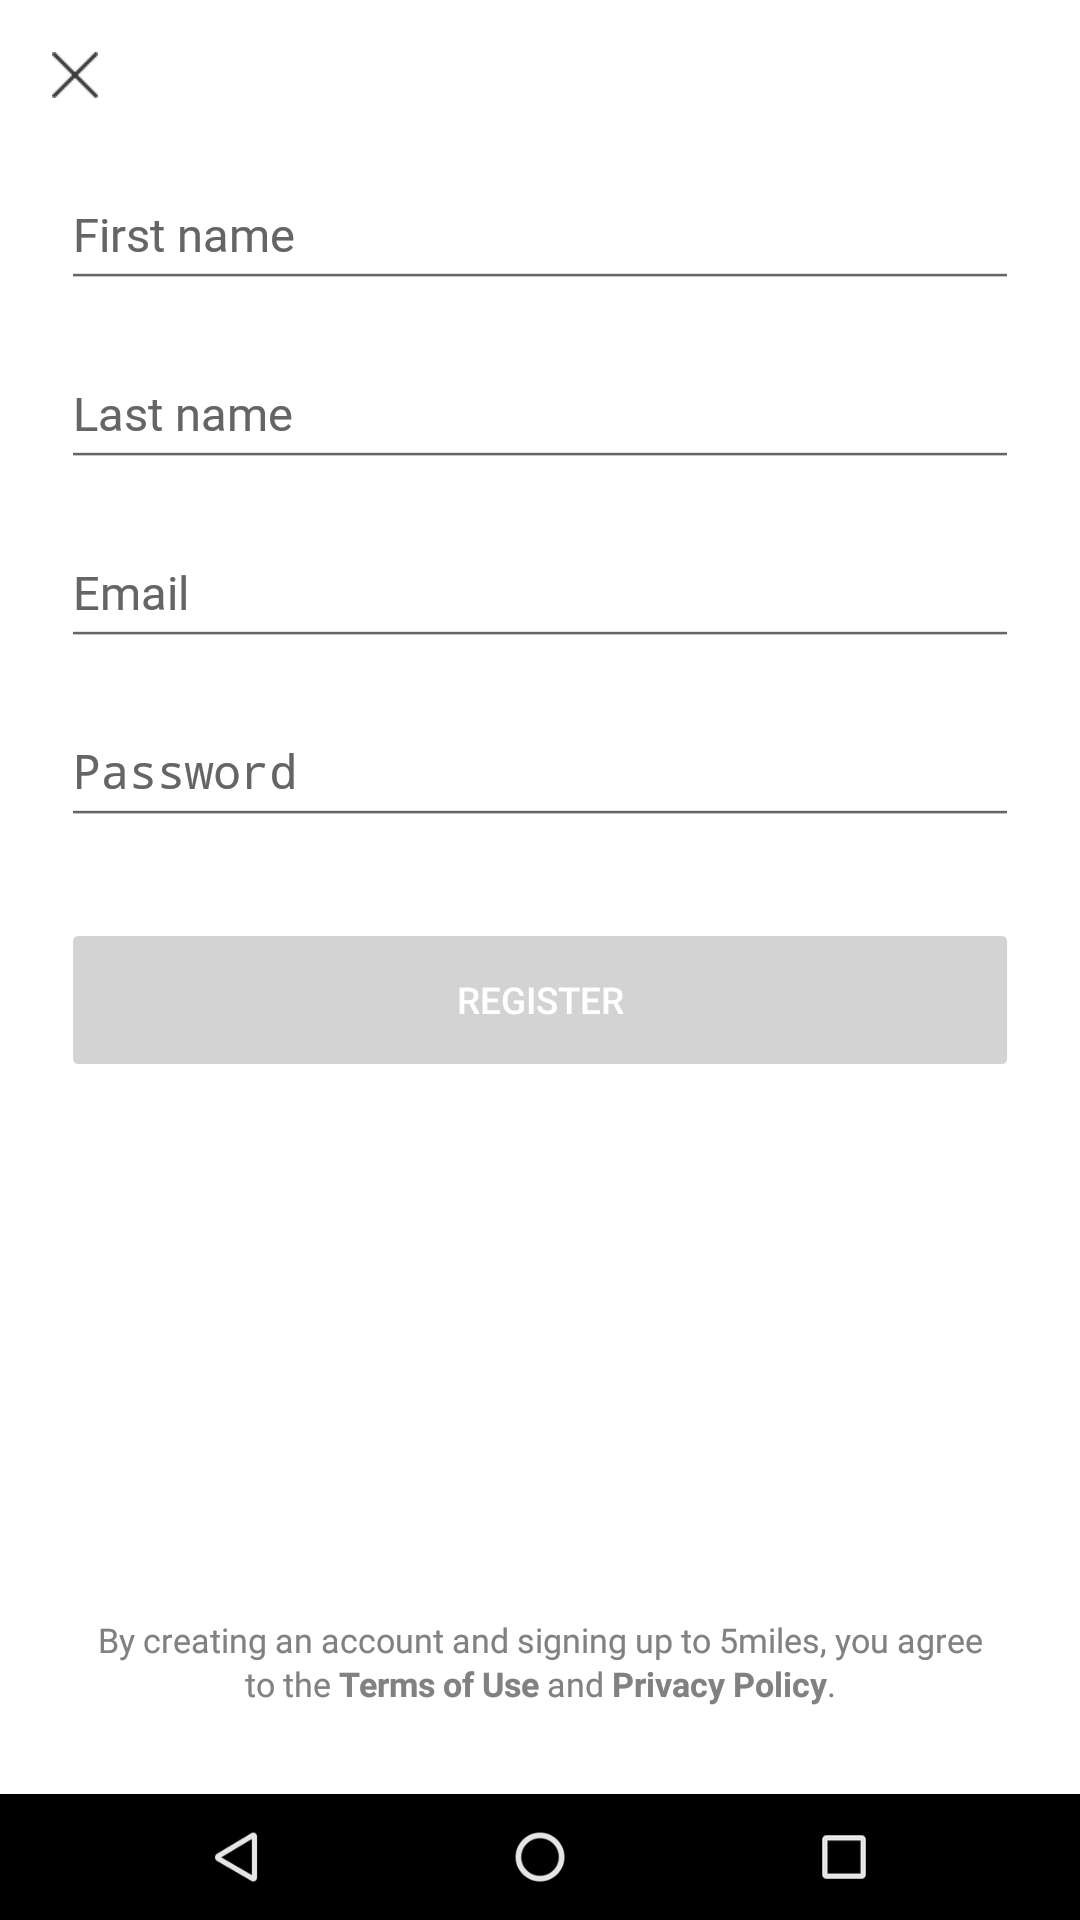 First name
Last name
Email
Password
REGISTER
By creating an account and signing up to 5miles, you agree
to the Terms of Use and Privacy Policy.